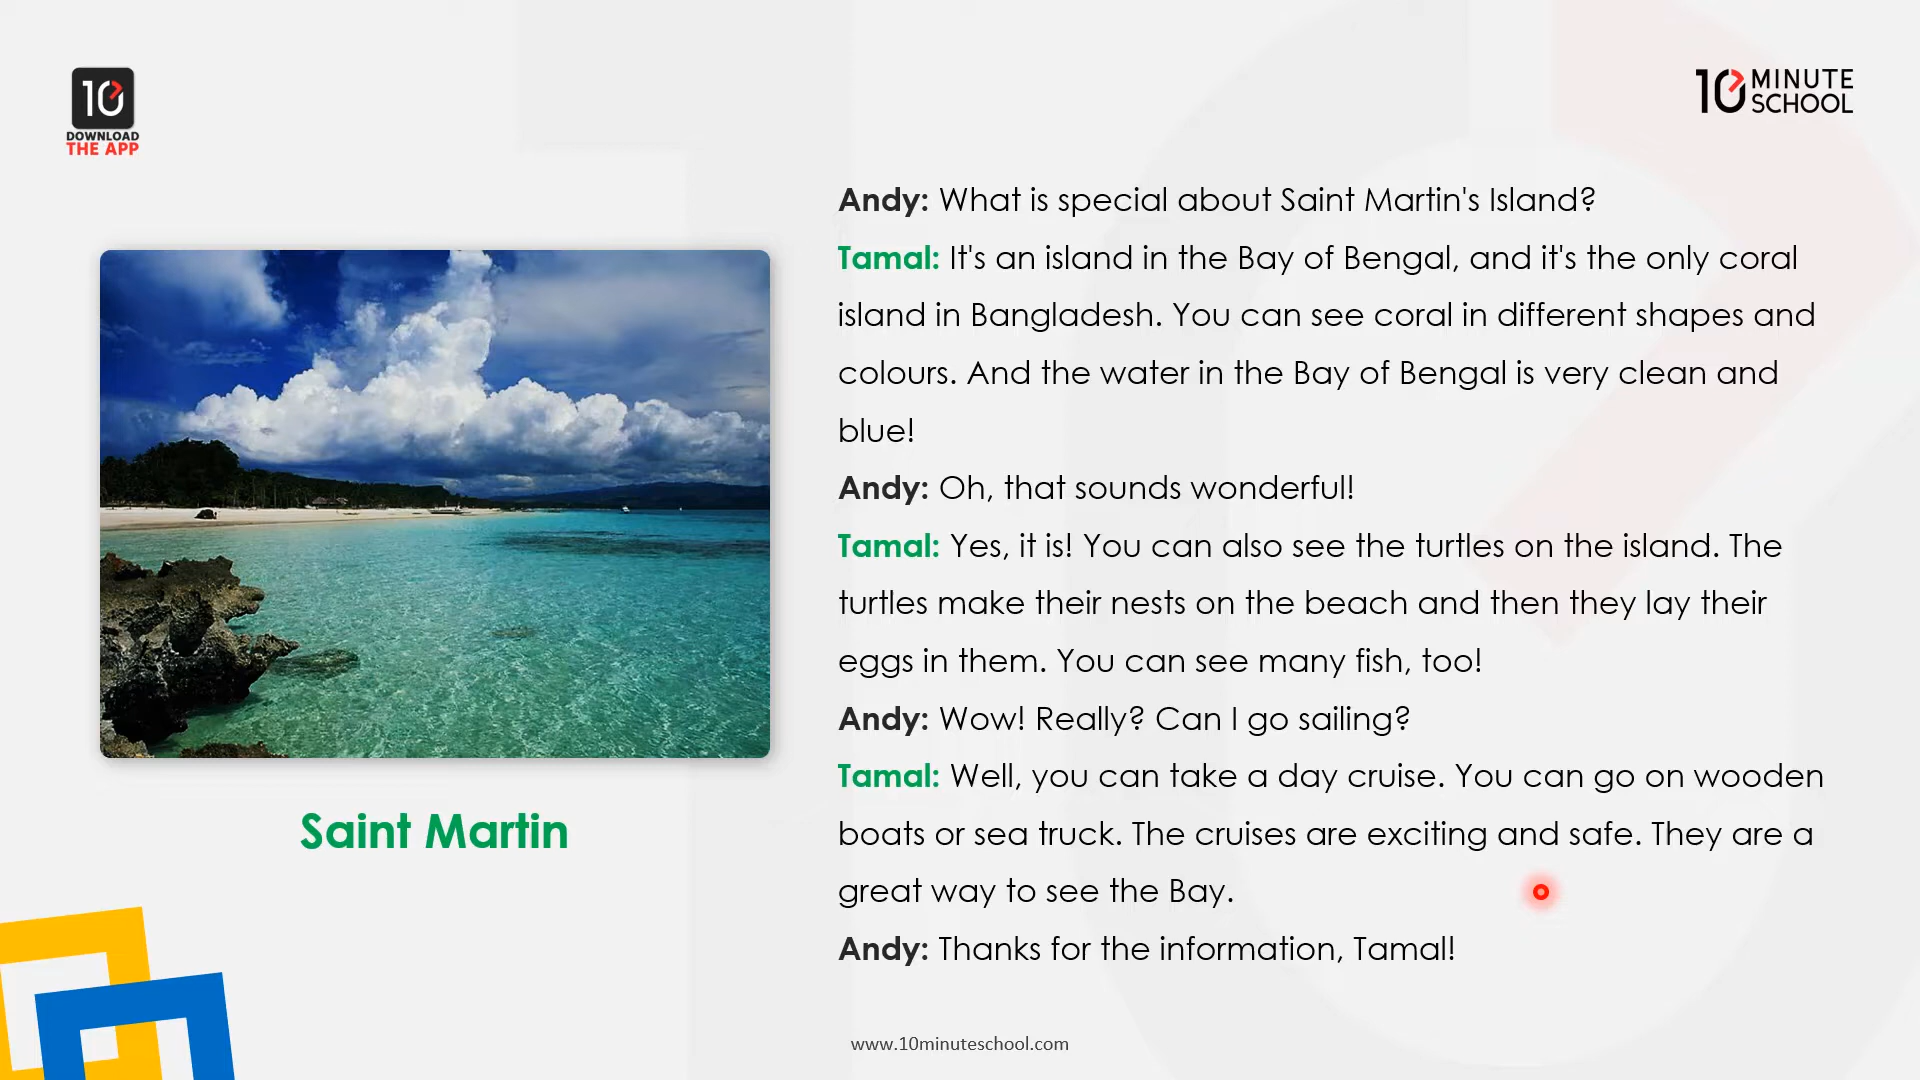 10
DOWNLOAD
THE APP
10 MINUTE
SCHOOL
Andy: What is special about Saint Martin's Island?
Tamal: It's an island in the Bay of Bengal, and it's the only coral
island in Bangladesh. You can see coral in different shapes and
colours. And the water in the Bay of Bengal is very clean and
blue!
Andy: Oh, that sounds wonderful!
Tamal: Yes, it is! You can also see the turtles on the island. The
turtles make their nests on the beach and then they lay their
eggs in them. You can see many fish, too!
Andy: Wow! Really? Can I go sailing?
Tamal: Well, you can take a day cruise. You can go on wooden
boats or sea truck. The cruises are exciting and safe. They are a
great way to see the Bay.
Andy: Thanks for the information, Tamal!
Saint Martin
www.10minuteschool.com